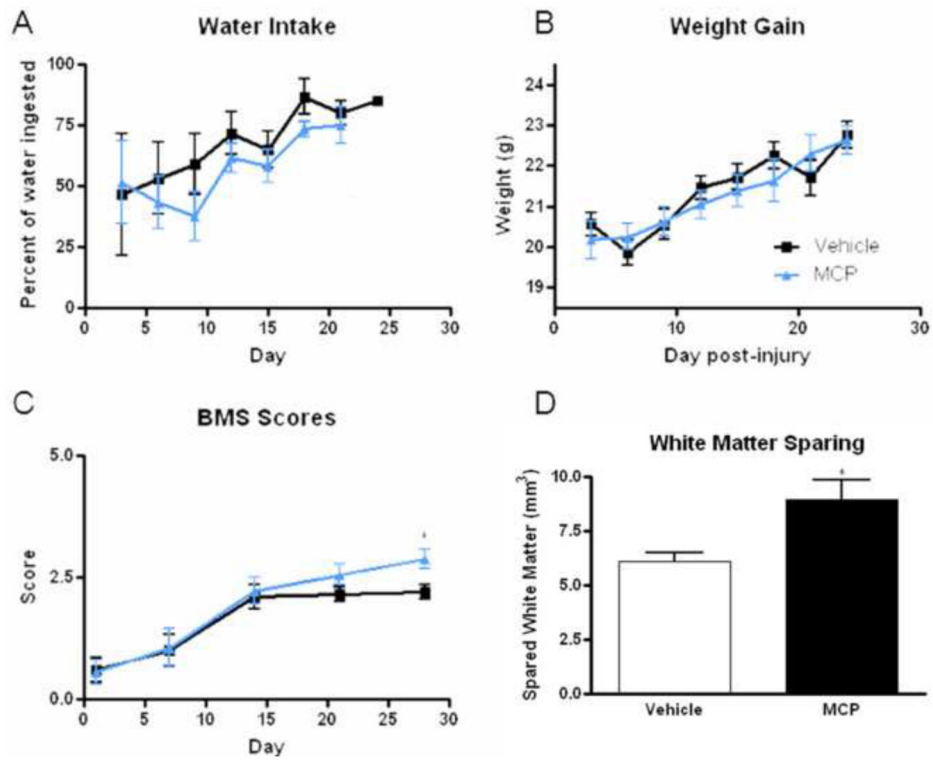 A
Water Intake
Percent of water ingested
100
75
50
25
0
0 5 10 15 20 25 30
Day
B
Weight Gain
Weight (g)
24
23
22
21
20
19
0 10 20 30
Day post-injury
Vehicle
MCP
C
BMS Scores
Score
5.0
2.5
0.0
0 5 10 15 20 25 30
Day
*
D
White Matter Sparing
Spared White Matter (mm³)
10.0
7.5
5.0
2.5
0.0
*
Vehicle MCP